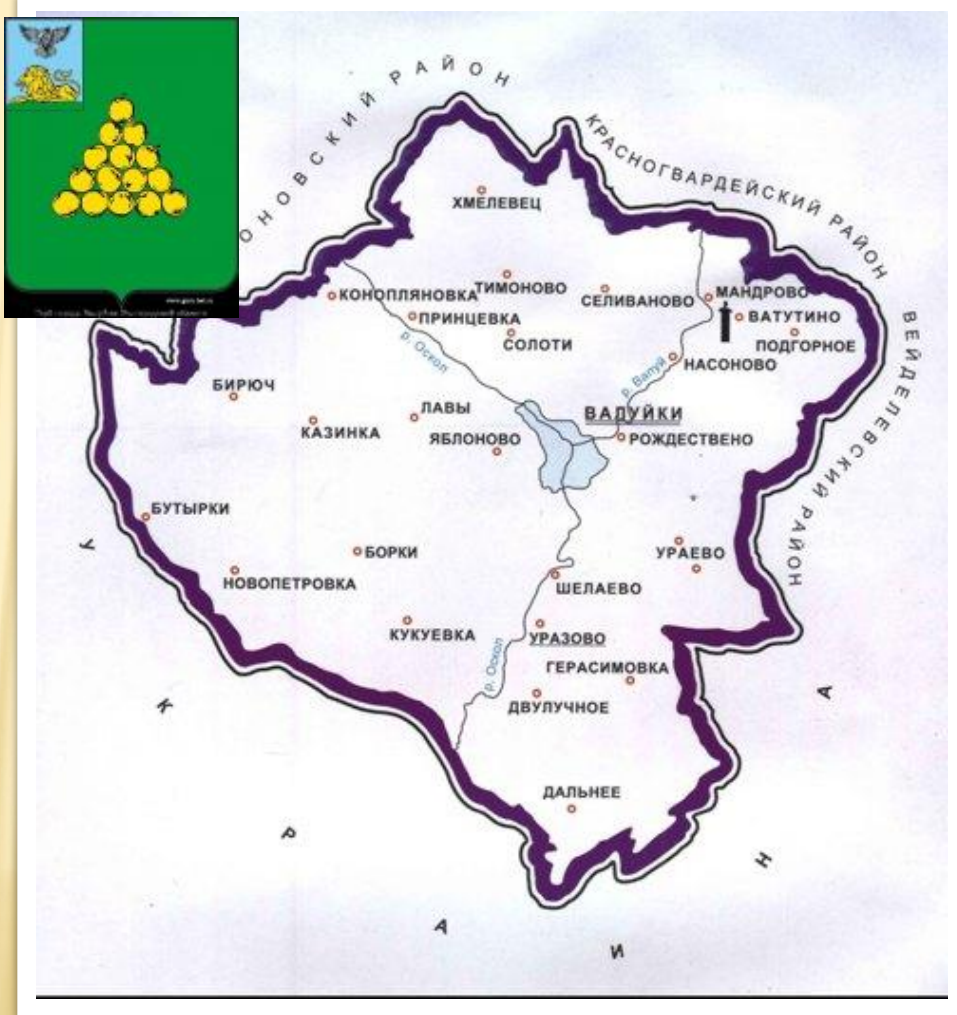 ОНОВСКИЙ РАЙОН
КРАСНОГВАРДЕЙСКИЙ РАЙОН
ВЕЙДЕЛЕВСКИЙ РАЙОН
ХМЕЛЕВЕЦ
ТИМОНОВО
КОНОПЛЯНОВКА
СЕЛИВАНОВО
МАНДРОВО
ПРИНЦЕВКА
ВАТУТИНО
СОЛОТИ
ПОДГОРНОЕ
р. Оскол
р. Валуй
НАСОНОВО
БИРЮЧ
ЛАВЫ
ВАЛУЙКИ
КАЗИНКА
ЯБЛОНОВО
РОЖДЕСТВЕНО
БУТЫРКИ
БОРКИ
УРАЕВО
НОВОПЕТРОВКА
ШЕЛАЕВО
КУКУЕВКА
УРАЗОВО
р. Оскол
ГЕРАСИМОВКА
ДВУЛУЧНОЕ
ДАЛЬНЕЕ
УКРАИНА